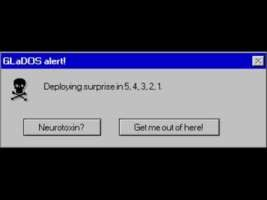 GLaDOS alert!
Deploying surprise in 5, 4, 3, 2, 1
Neurotoxin?
Get me out of here!